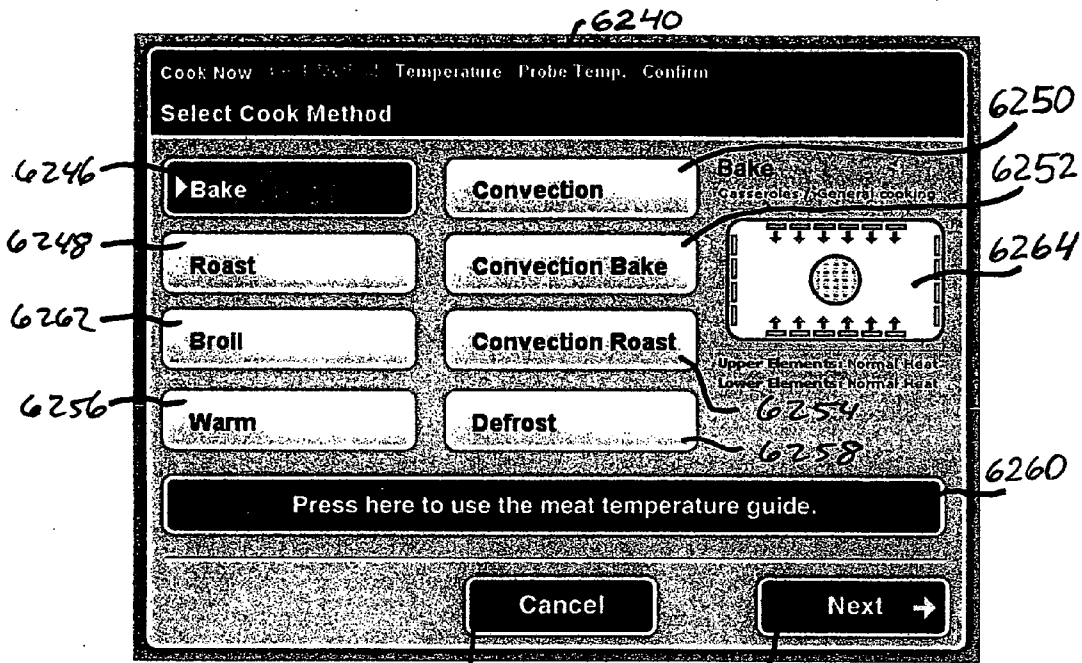 6240
Cook Now Temperature Probe Temp. Confirm
Select Cook Method
6246
Bake
6248
Roast
6262
Broil
6256
Warm
Convection
6250
Convection Bake
6252
Convection Roast
6254
Defrost
6258
Bake
Casseroles / General cooking
6264
Upper Elements: Normal Heat
Lower Elements: Normal Heat
Press here to use the meat temperature guide.
6260
Cancel
Next →